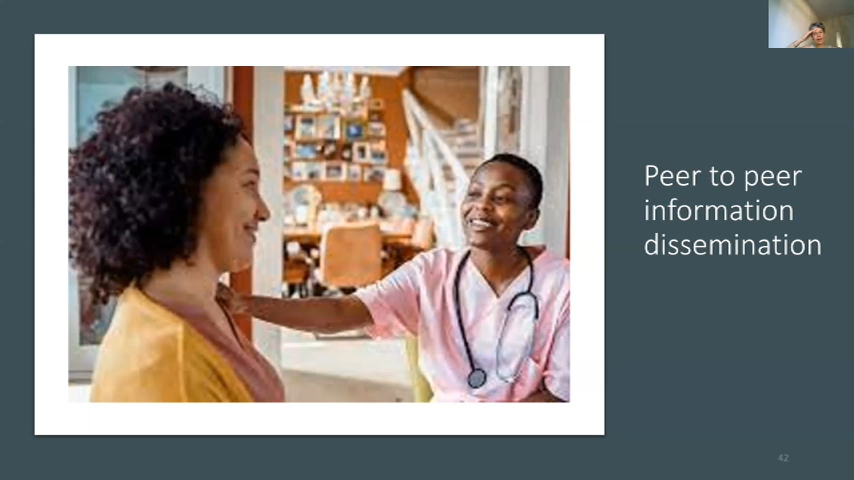 Peer to peer
information
dissemination
42